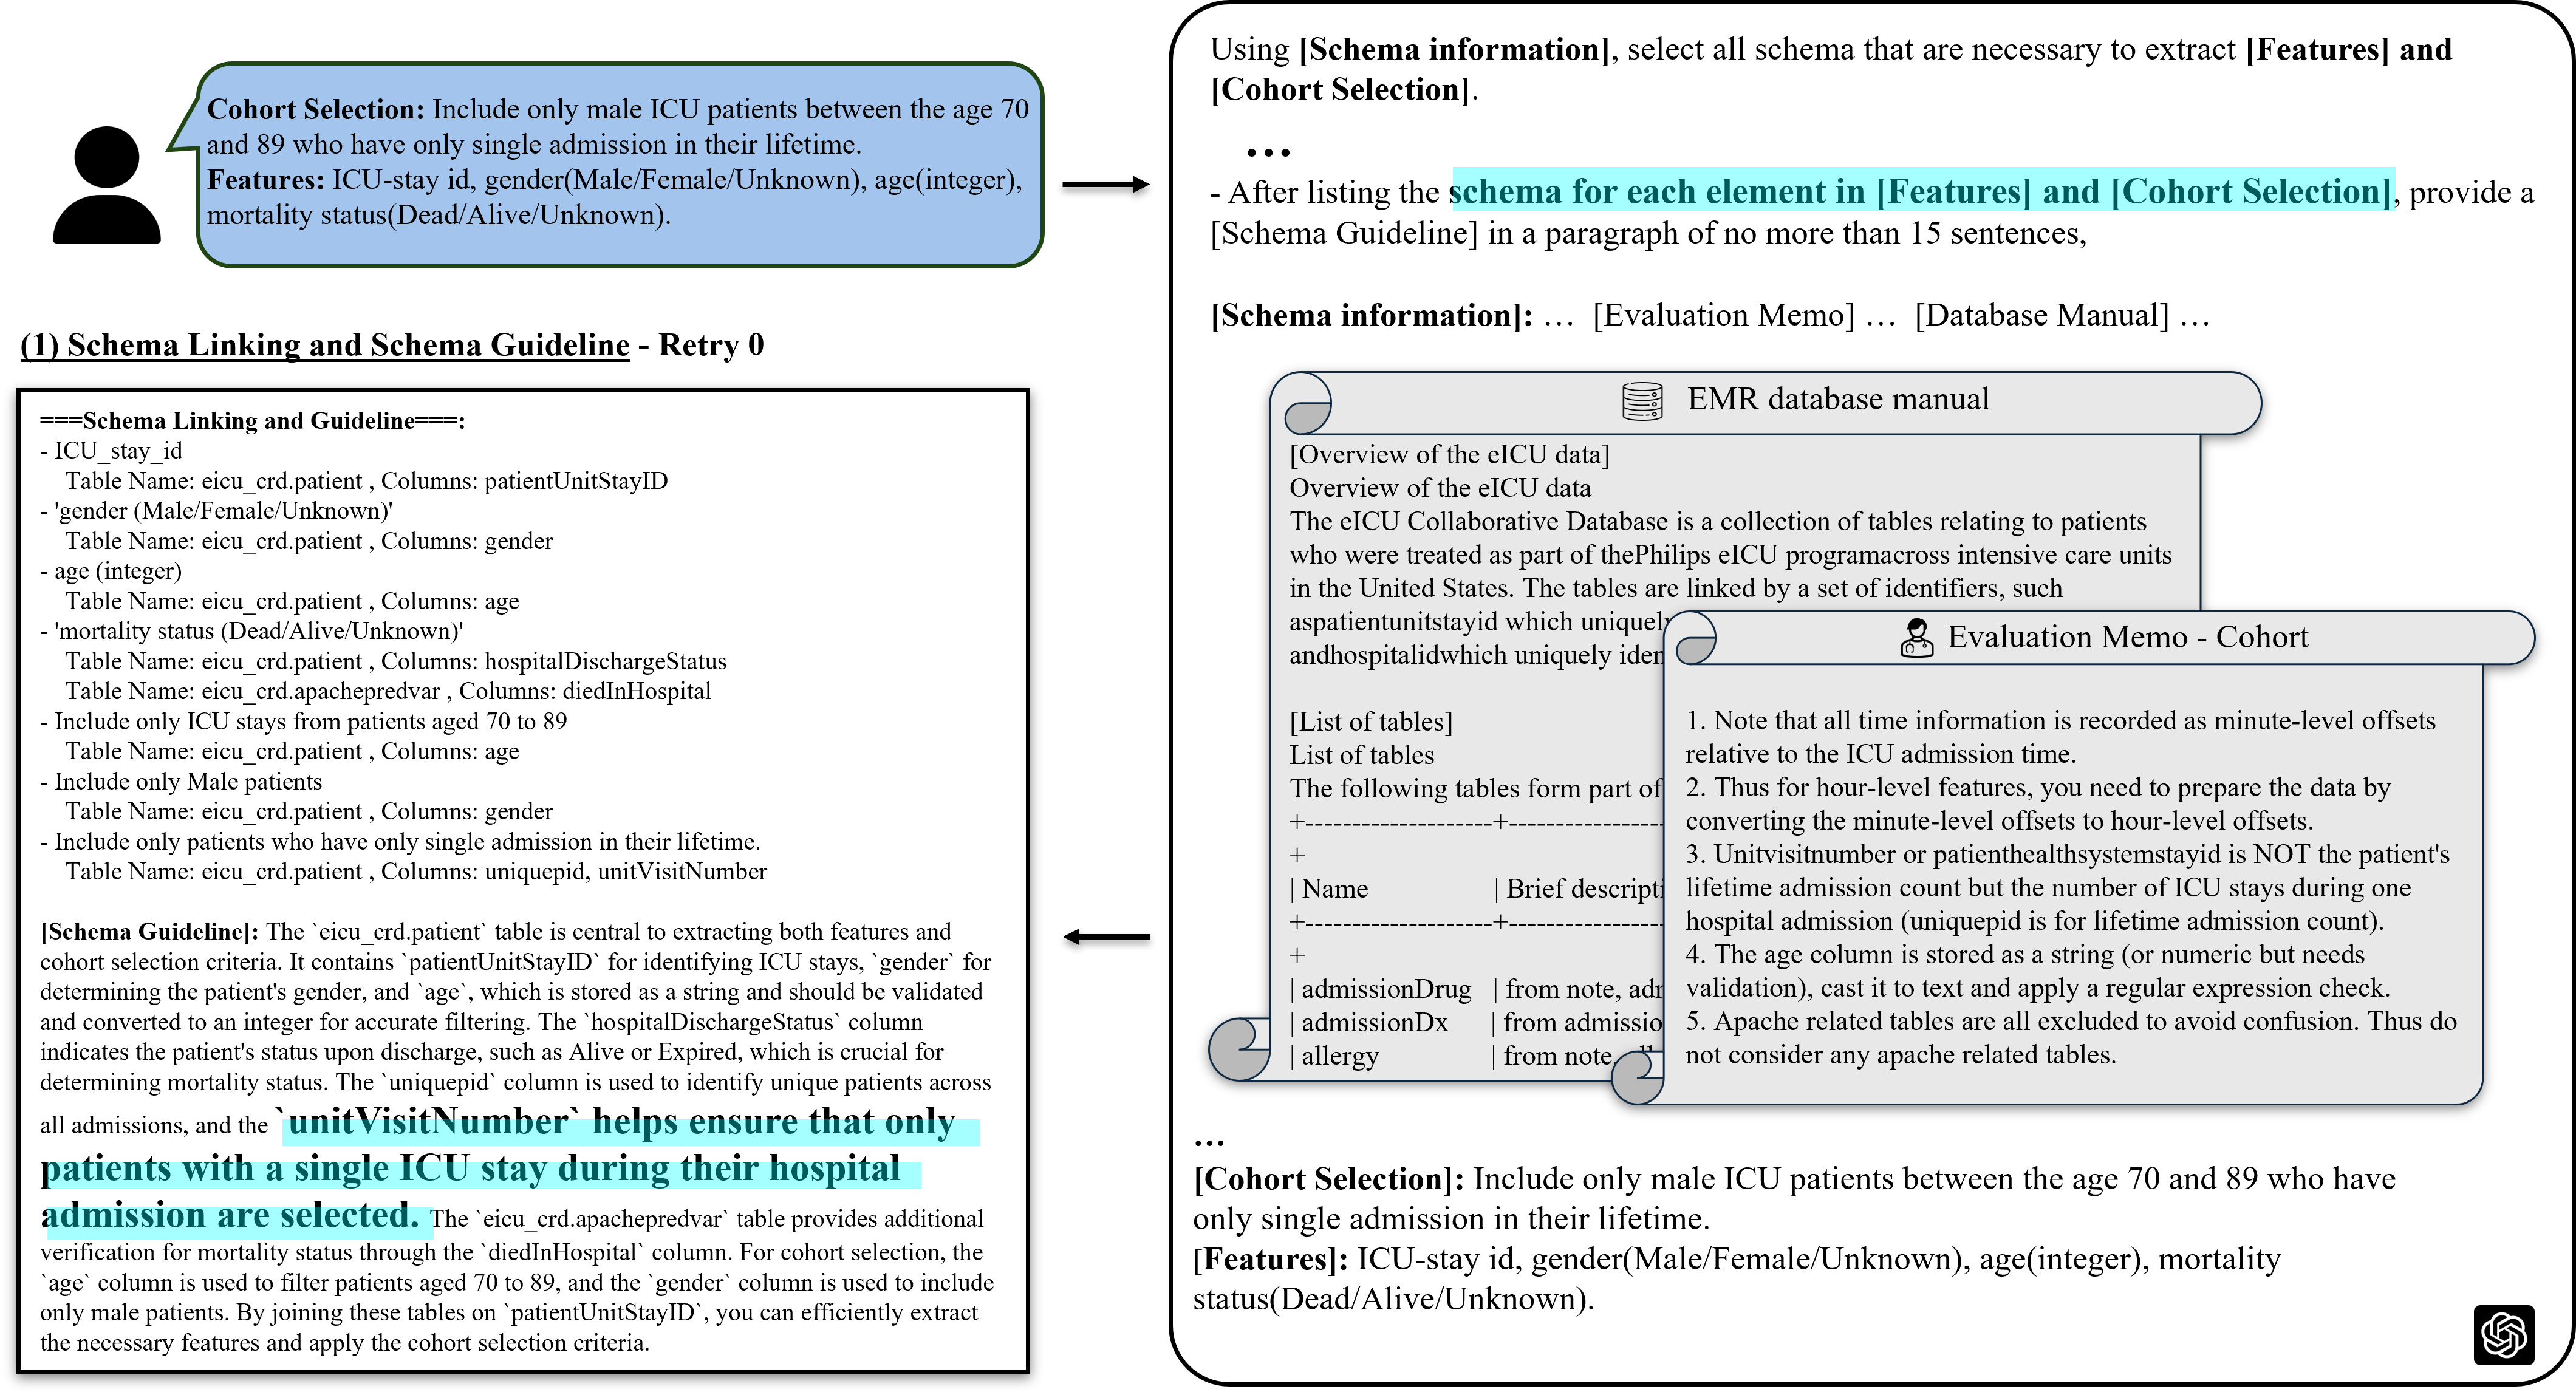 Cohort Selection: Include only male ICU patients between the age 70
and 89 who have only single admission in their lifetime.
Features: ICU-stay id, gender(Male/Female/Unknown), age(integer),
mortality status(Dead/Alive/Unknown).
(1) Schema Linking and Schema Guideline - Retry 0
===Schema Linking and Guideline===:
- ICU_stay_id
Table Name: eicu_crd.patient , Columns: patientUnitStayID
- 'gender (Male/Female/Unknown)'
Table Name: eicu_crd.patient , Columns: gender
- age (integer)
Table Name: eicu_crd.patient , Columns: age
- 'mortality status (Dead/Alive/Unknown)'
Table Name: eicu_crd.patient , Columns: hospitalDischargeStatus
Table Name: eicu_crd.apachepredvar , Columns: diedInHospital
- Include only ICU stays from patients aged 70 to 89
Table Name: eicu_crd.patient , Columns: age
- Include only Male patients
Table Name: eicu_crd.patient , Columns: gender
- Include only patients who have only single admission in their lifetime.
Table Name: eicu_crd.patient , Columns: uniquepid, unitVisitNumber
[Schema Guideline]: The `eicu_crd.patient` table is central to extracting both features and
cohort selection criteria. It contains `patientUnitStayID` for identifying ICU stays, `gender` for
determining the patient's gender, and `age`, which is stored as a string and should be validated
and converted to an integer for accurate filtering. The `hospitalDischargeStatus` column
indicates the patient's status upon discharge, such as Alive or Expired, which is crucial for
determining mortality status. The `uniquepid` column is used to identify unique patients across
all admissions, and the `unitVisitNumber` helps ensure that only
patients with a single ICU stay during their hospital
admission are selected. The `eicu_crd.apachepredvar` table provides additional
verification for mortality status through the `diedInHospital` column. For cohort selection, the
`age` column is used to filter patients aged 70 to 89, and the `gender` column is used to include
only male patients. By joining these tables on `patientUnitStayID`, you can efficiently extract
the necessary features and apply the cohort selection criteria.
Using [Schema information], select all schema that are necessary to extract [Features] and
[Cohort Selection].
...
- After listing the schema for each element in [Features] and [Cohort Selection], provide a
[Schema Guideline] in a paragraph of no more than 15 sentences,
[Schema information]: … [Evaluation Memo] … [Database Manual] …
EMR database manual
[Overview of the eICU data]
Overview of the eICU data
The eICU Collaborative Database is a collection of tables relating to patients
who were treated as part of thePhilips eICU programacross intensive care units
in the United States. The tables are linked by a set of identifiers, such
aspatientunitstayid which uniquely
andhospitalidwhich uniquely iden
[List of tables]
List of tables
The following tables form part of
+--------------------+-----------------
+
| Name | Brief descripti
+--------------------+-----------------
+
| admissionDrug | from note, adr
| admissionDx | from admissio
| allergy | from note,
Evaluation Memo - Cohort
1. Note that all time information is recorded as minute-level offsets
relative to the ICU admission time.
2. Thus for hour-level features, you need to prepare the data by
converting the minute-level offsets to hour-level offsets.
3. Unitvisitnumber or patienthealthsystemstayid is NOT the patient's
lifetime admission count but the number of ICU stays during one
hospital admission (uniquepid is for lifetime admission count).
4. The age column is stored as a string (or numeric but needs
validation), cast it to text and apply a regular expression check.
5. Apache related tables are all excluded to avoid confusion. Thus do
not consider any apache related tables.
...
[Cohort Selection]: Include only male ICU patients between the age 70 and 89 who have
only single admission in their lifetime.
[Features]: ICU-stay id, gender(Male/Female/Unknown), age(integer), mortality
status(Dead/Alive/Unknown).